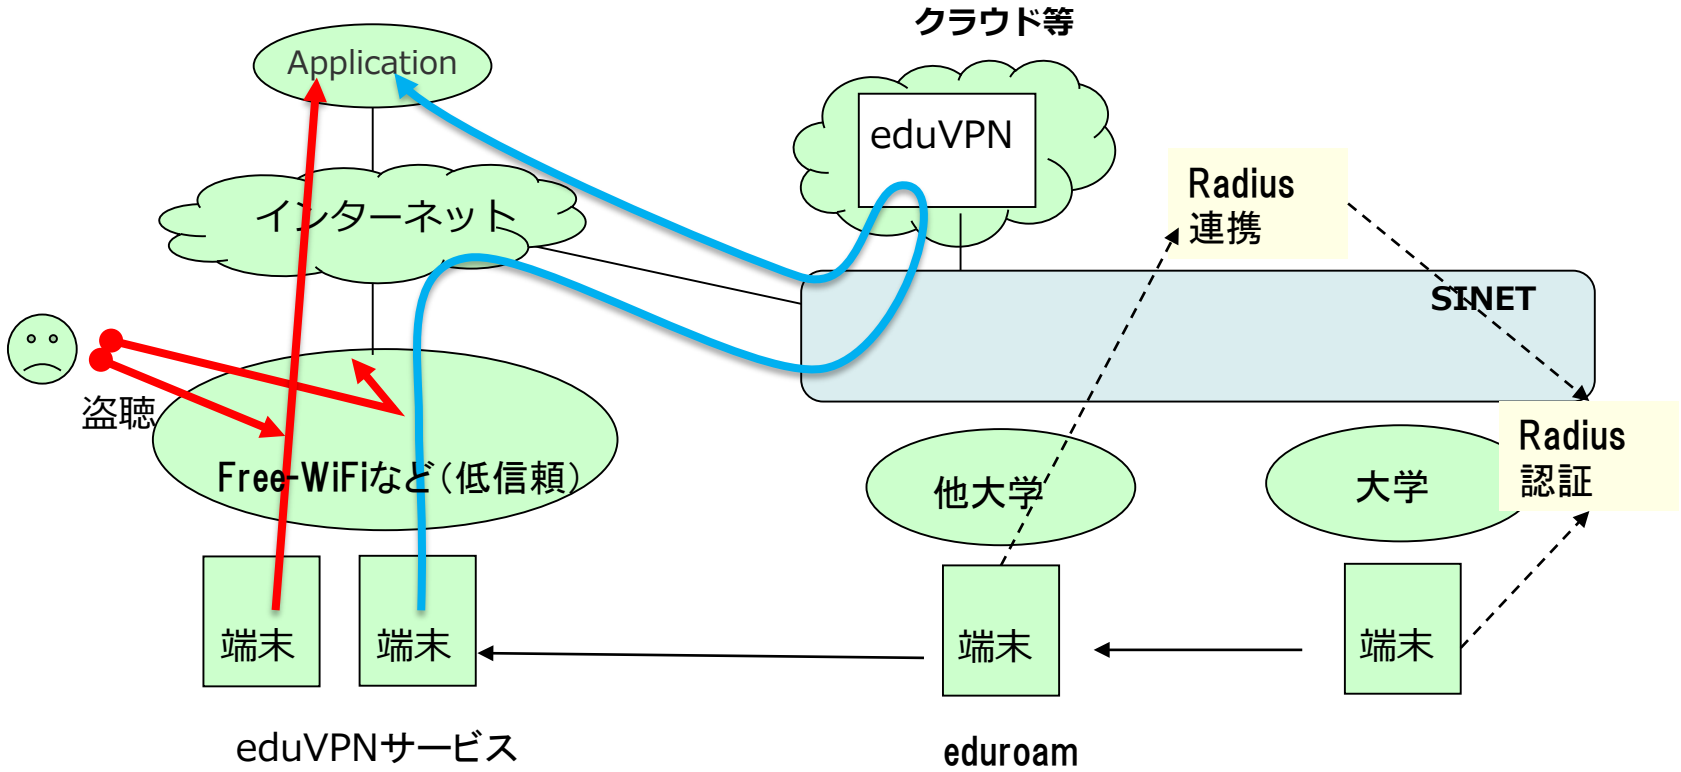 クラウド等
Application
eduVPN
Radius
連携
インターネット
SINET
盗聴
Free-WiFiなど（低信頼）
他大学
大学
Radius
認証
端末
端末
端末
端末
eduVPNサービス
eduroam